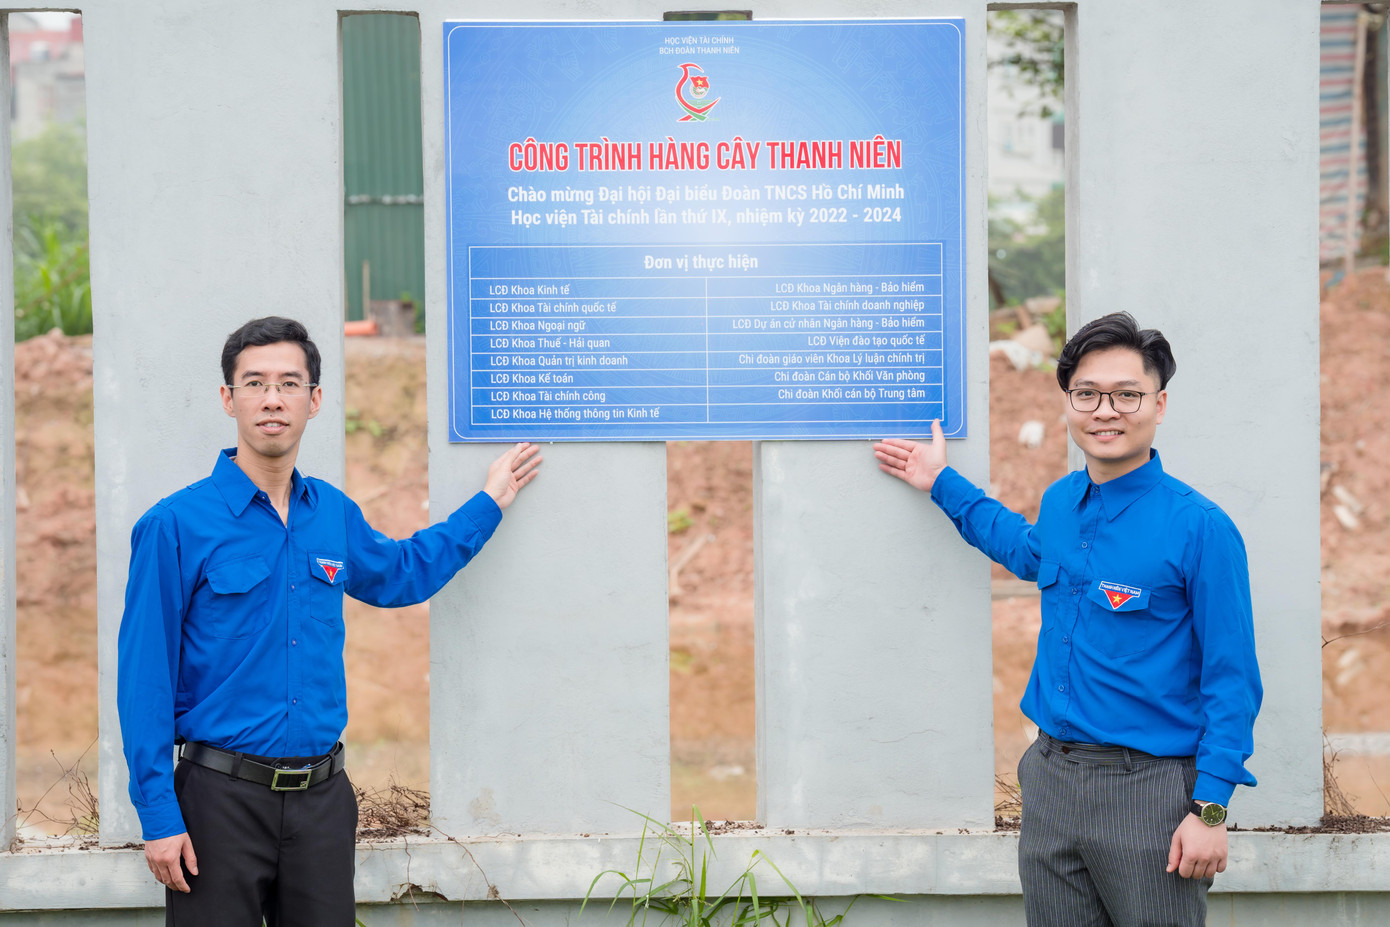 HỌC VIỆN TÀI CHÍNH
BCH ĐOÀN THANH NIÊN
CÔNG TRÌNH HÀNG CÂY THANH NIÊN
Chào mừng Đại hội Đại biểu Đoàn TNCS Hồ Chí Minh
Học viện Tài chính lần thứ IX, nhiệm kỳ 2022 - 2024
Đơn vị thực hiện
LCĐ Khoa Kinh tế
LCĐ Khoa Ngân hàng - Bảo hiểm
LCĐ Khoa Tài chính quốc tế
LCĐ Khoa Tài chính doanh nghiệp
LCĐ Khoa Ngoại ngữ
LCĐ Dự án cử nhân Ngân hàng - Bảo hiểm
LCĐ Khoa Thuế - Hải quan
LCĐ Viện đào tạo quốc tế
LCĐ Khoa Quản trị kinh doanh
Chi đoàn giáo viên Khoa Lý luận chính trị
LCĐ Khoa Kế toán
Chi đoàn Cán bộ Khối Văn phòng
LCĐ Khoa Tài chính công
Chi đoàn Khối cán bộ Trung tâm
LCĐ Khoa Hệ thống thông tin Kinh tế
THANH NIÊN VIỆT NAM